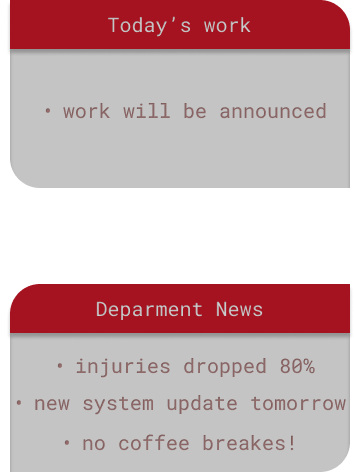 Today’s work
• work will be announced
Deparment News
• injuries dropped 80%
• new system update tomorrow
• no coffee breakes!